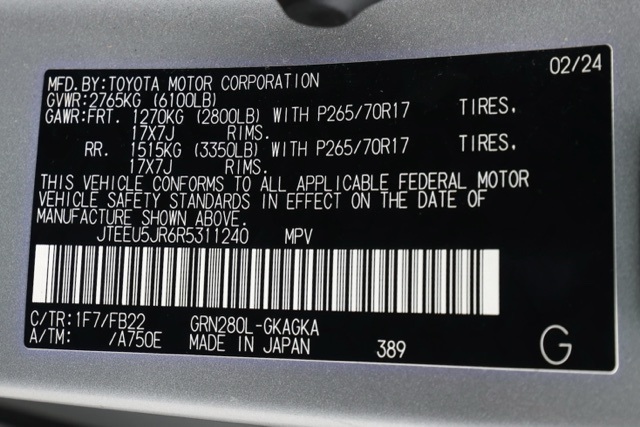 02/24
MFD.BY:TOYOTA MOTOR CORPORATION
GVWR:2765KG (6100LB)
GAWR:FRT. 1270KG (2800LB) WITH P265/70R17 TIRES,
17X7J RIMS.
RR. 1515KG (3350LB) WITH P265/70R17 TIRES,
17X7J RIMS.
THIS VEHICLE CONFORMS TO ALL APPLICABLE FEDERAL MOTOR
VEHICLE SAFETY STANDARDS IN EFFECT ON THE DATE OF
MANUFACTURE SHOWN ABOVE.
JTEEU5JR6R5311240 MPV
C/TR:1F7/FB22 GRN280L-GKAGKA
A/TM: /A750E MADE IN JAPAN 389 G